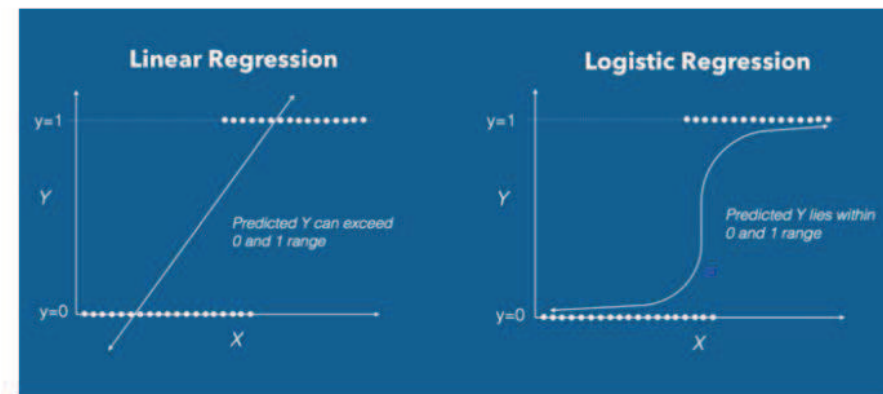 Linear Regression
y=1
Y
Predicted Y can exceed
0 and 1 range
y=0
X
Logistic Regression
y=1
Y
Predicted Y lies within
0 and 1 range
y=0
X